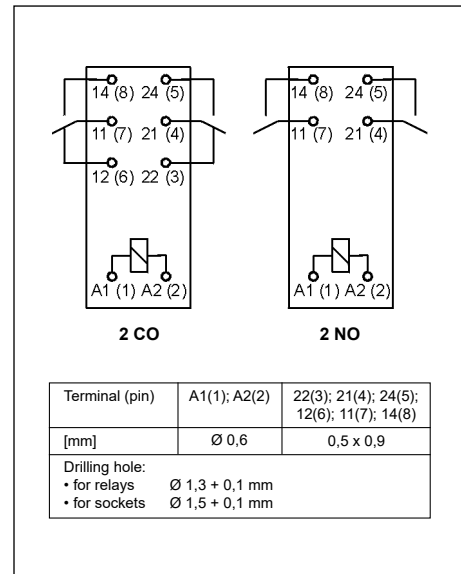 14 (8) 24 (5)
11 (7) 21 (4)
12 (6) 22 (3)
A1 (1) A2 (2)
2 CO
14 (8) 24 (5)
11 (7) 21 (4)
A1 (1) A2 (2)
2 NO
Terminal (pin) A1(1); A2(2) 22(3); 21(4); 24(5);
12(6); 11(7); 14(8)
[mm] Ø 0,6 0,5 x 0,9
Drilling hole:
• for relays Ø 1,3 + 0,1 mm
• for sockets Ø 1,5 + 0,1 mm